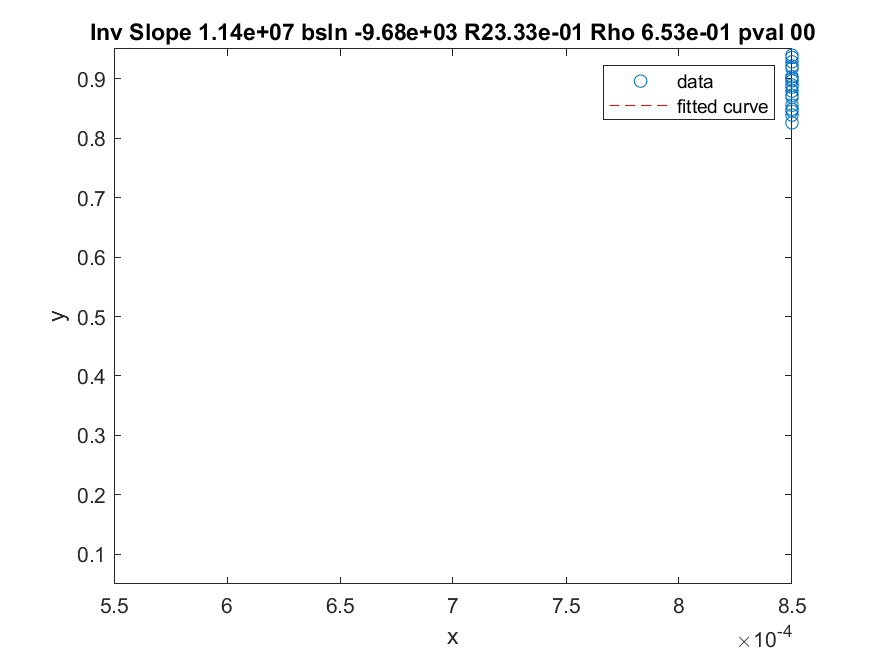 Inv Slope 1.14e+07 bsln -9.68e+03 R23.33e-01 Rho 6.53e-01 pval 00
data
fitted curve
0.9
0.8
0.7
0.6
0.5
0.4
0.3
0.2
0.1
y
5.5 6 6.5 7 7.5 8 8.5
x
×10⁻⁴